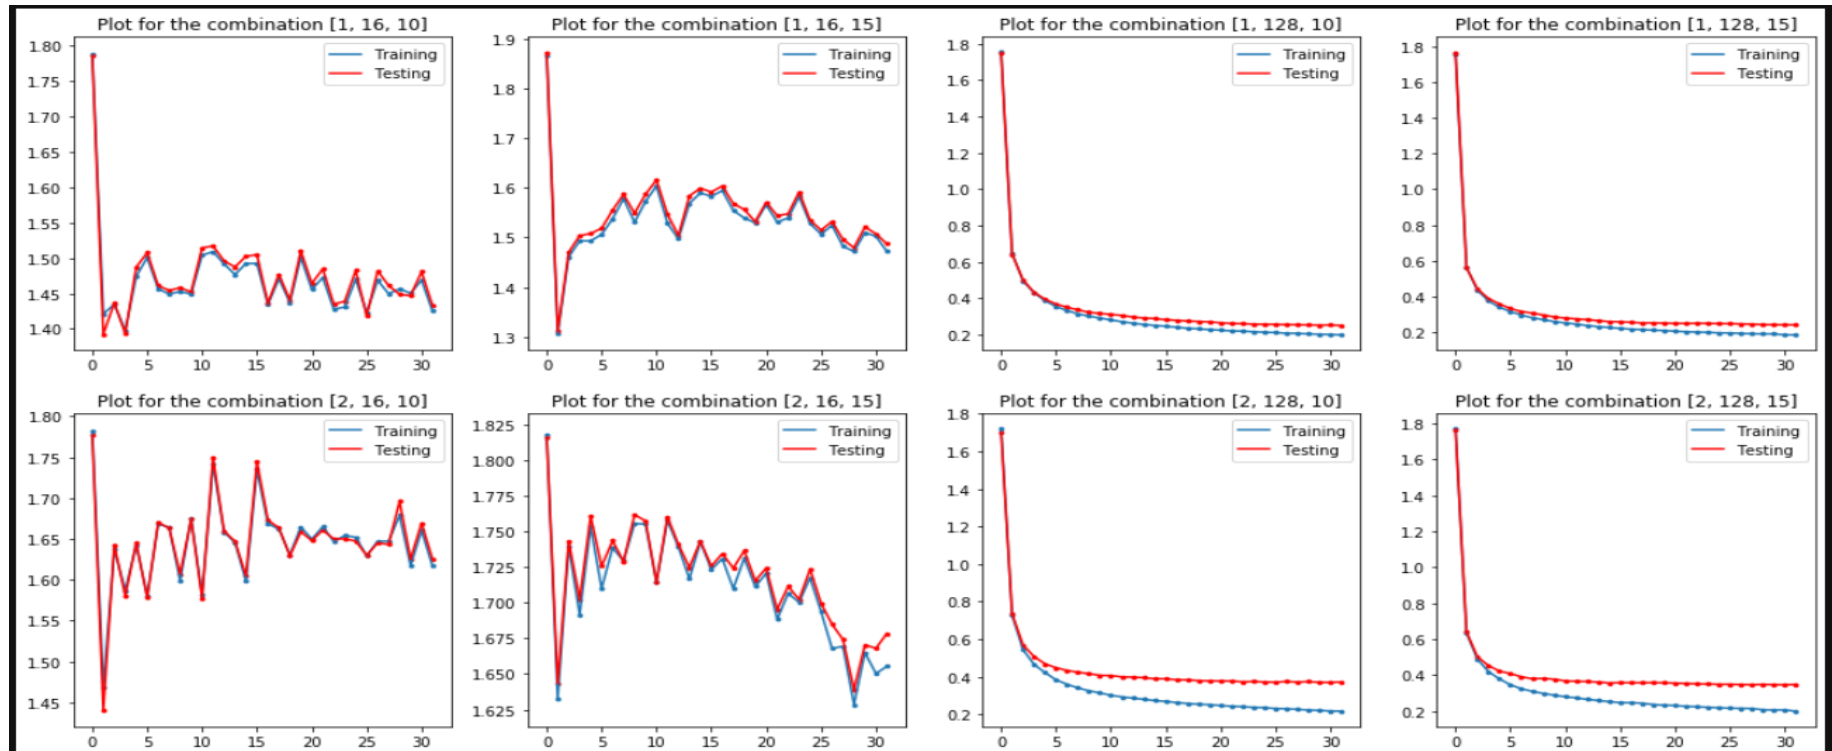 Plot for the combination [1, 16, 10]
Training
Testing
1.80
1.75
1.70
1.65
1.60
1.55
1.50
1.45
1.40
0 5 10 15 20 25 30
Plot for the combination [1, 16, 15]
Training
Testing
1.9
1.8
1.7
1.6
1.5
1.4
1.3
0 5 10 15 20 25 30
Plot for the combination [1, 128, 10]
Training
Testing
1.8
1.6
1.4
1.2
1.0
0.8
0.6
0.4
0.2
0 5 10 15 20 25 30
Plot for the combination [1, 128, 15]
Training
Testing
1.8
1.6
1.4
1.2
1.0
0.8
0.6
0.4
0.2
0 5 10 15 20 25 30
Plot for the combination [2, 16, 10]
Training
Testing
1.80
1.75
1.70
1.65
1.60
1.55
1.50
1.45
0 5 10 15 20 25 30
Plot for the combination [2, 16, 15]
Training
Testing
1.825
1.800
1.775
1.750
1.725
1.700
1.675
1.650
1.625
0 5 10 15 20 25 30
Plot for the combination [2, 128, 10]
Training
Testing
1.8
1.6
1.4
1.2
1.0
0.8
0.6
0.4
0.2
0 5 10 15 20 25 30
Plot for the combination [2, 128, 15]
Training
Testing
1.8
1.6
1.4
1.2
1.0
0.8
0.6
0.4
0.2
0 5 10 15 20 25 30